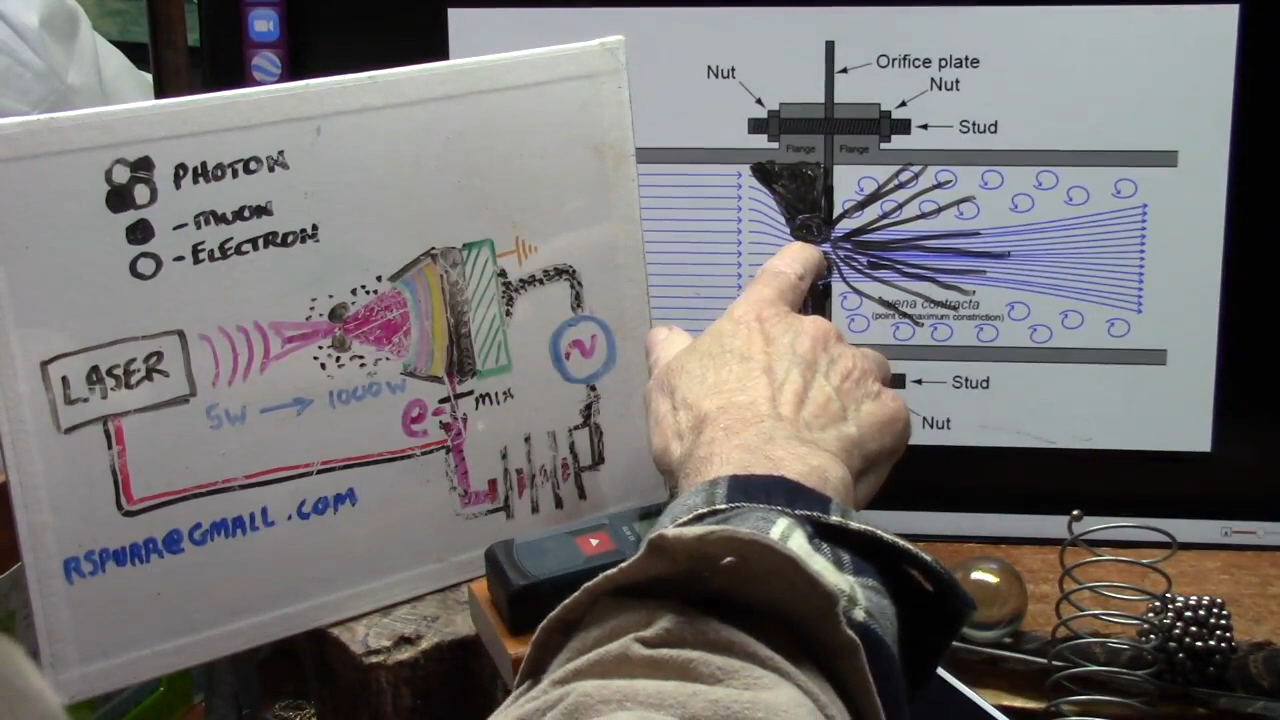 PHOTON
- MUON
- ELECTRON
LASER
5W → 1000W
e-
MIX
RSPURR@GMALL.COM
Orifice plate
Nut
Nut
Stud
Flange
Flange
vena contracta
(point of maximum constriction)
Stud
Nut